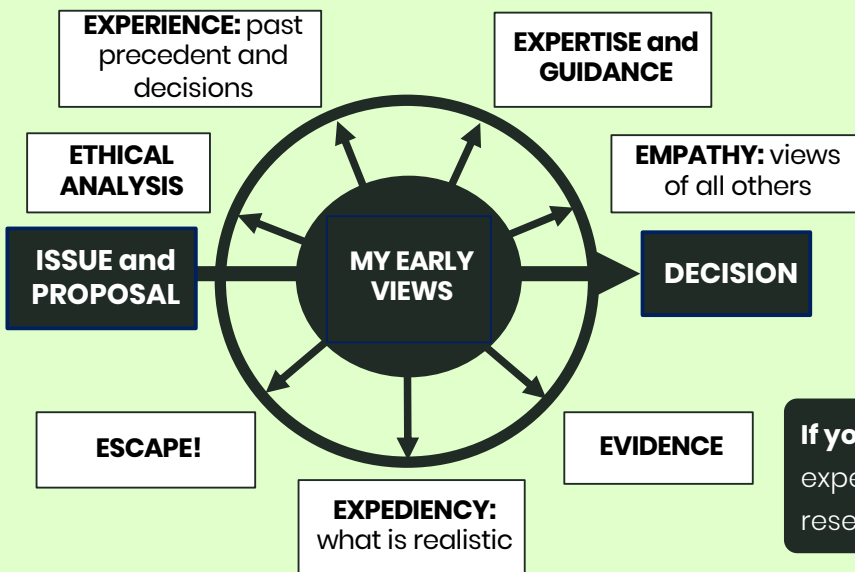 EXPERIENCE: past
precedent and
decisions
EXPERTISE and
GUIDANCE
ETHICAL
ANALYSIS
EMPATHY: views
of all others
ISSUE and
PROPOSAL
MY EARLY
VIEWS
DECISION
ESCAPE!
EVIDENCE
EXPEDIENCY:
what is realistic